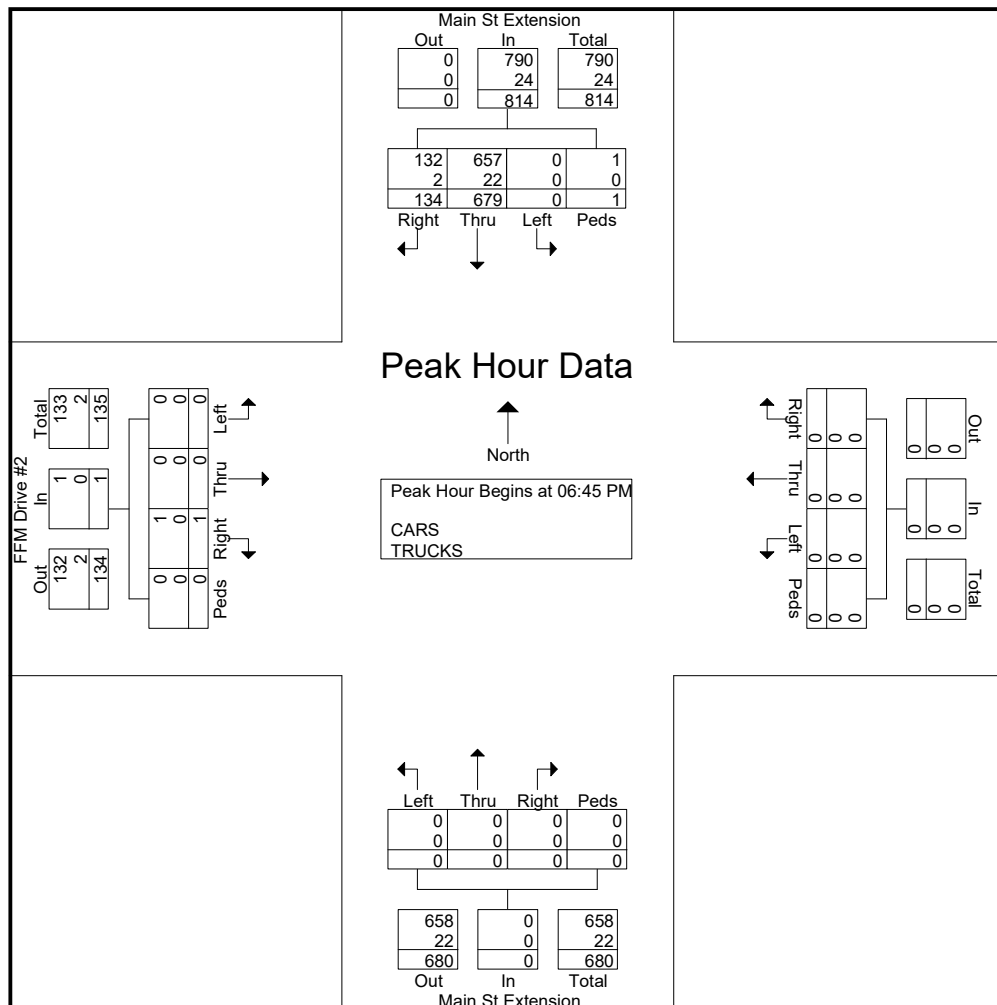 Main St Extension
Out In Total
0 790 790
0 24 24
0 814 814
132 657 0 1
2 22 0 0
134 679 0 1
Right Thru Left Peds
Peak Hour Data
North
Peak Hour Begins at 06:45 PM
CARS
TRUCKS
FFM Drive #2
Out In Total
132 1 133
2 0 2
134 1 135
0 1 0 0
0 0 0 0
0 1 0 0
Peds Right Thru Left
Right Thru Left Peds
0 0 0 0
0 0 0 0
0 0 0 0
Out In Total
0 0 0
0 0 0
0 0 0
Left Thru Right Peds
0 0 0 0
0 0 0 0
0 0 0 0
658 0 658
22 0 22
680 0 680
Out In Total
Main St Extension